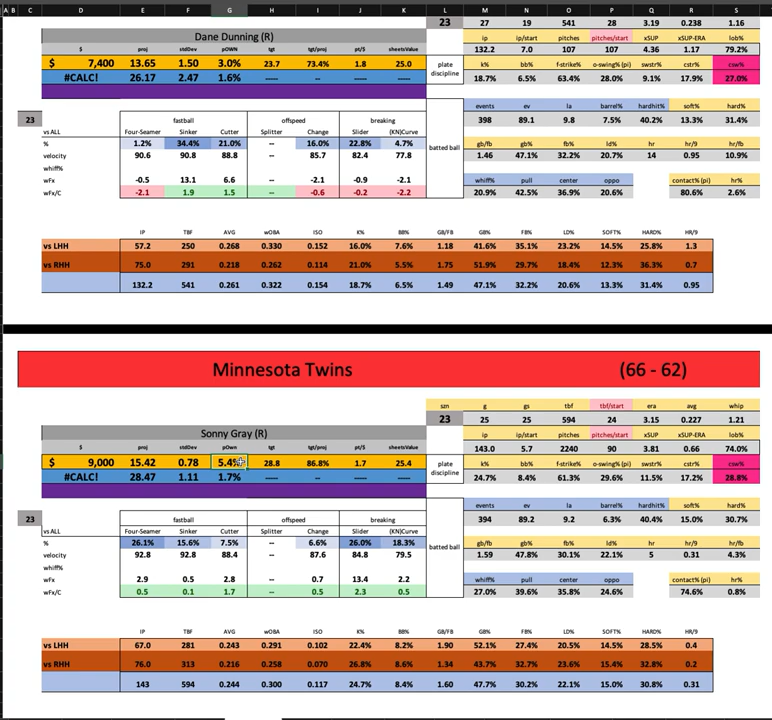 A B C D E F G H I J K L M N O P Q R S
23 27 19 541 28 3.19 0.238 1.16
Dane Dunning (R)
ip ip/start pitches pitches/start xSUP xSUP-ERA lob%
132.2 7.0 107 107 4.36 1.17 79.2%
$ proj stdDev pOWN tgt tgt/proj pt/$ sheetsValue
$ 7,400 13.65 1.50 3.0% 23.7 73.4% 1.8 25.0
plate discipline
k% bb% f-strike% o-swing% (pi) swstr% cstr% csw%
#CALC! 26.17 2.47 1.6% ----- ----- -- -----
18.7% 6.5% 63.4% 28.0% 9.1% 17.9% 27.0%
events ev la barrel% hardhit% soft% hard%
23 fastball offspeed breaking
398 89.1 9.8 7.5% 40.2% 13.3% 31.4%
vs ALL Four-Seamer Sinker Cutter Splitter Change Slider (KN)Curve
% 1.2% 34.4% 21.0% -- 16.0% 22.8% 4.7%
batted ball
gb/fb gb% fb% ld% hr hr/9 hr/fb
velocity 90.6 90.8 88.8 -- 85.7 82.4 77.8
1.46 47.1% 32.2% 20.7% 14 0.95 10.9%
whiff%
wFx -0.5 13.1 6.6 -2.1 -0.9 -2.1
whiff% pull center oppo contact% (pi) hr%
wFx/C -2.1 1.9 1.5 -- -0.6 -0.2 -2.2
20.9% 42.5% 36.9% 20.6% 80.6% 2.6%
IP TBF AVG wOBA ISO K% BB% GB/FB GB% FB% LD% SOFT% HARD% HR/9
vs LHH 57.2 250 0.268 0.330 0.152 16.0% 7.6% 1.18 41.6% 35.1% 23.2% 14.5% 25.8% 1.3
vs RHH 75.0 291 0.218 0.262 0.114 21.0% 5.5% 1.75 51.9% 29.7% 18.4% 12.3% 36.3% 0.7
132.2 541 0.261 0.322 0.154 18.7% 6.5% 1.49 47.1% 32.2% 20.6% 13.3% 31.4% 0.95
Minnesota Twins (66 - 62)
szn g gs tbf tbf/start era avg whip
23 25 25 594 24 3.15 0.227 1.21
Sonny Gray (R)
ip ip/start pitches pitches/start xSUP xSUP-ERA lob%
143.0 5.7 2240 90 3.81 0.66 74.0%
$ proj stdDev pOwn tgt tgt/proj pt/$ sheetsValue
$ 9,000 15.42 0.78 5.4% 28.8 86.8% 1.7 25.4
plate discipline
k% bb% f-strike% o-swing% (pi) swstr% cstr% csw%
#CALC! 28.47 1.11 1.7% ----- ----- -- -----
24.7% 8.4% 61.3% 29.6% 11.5% 17.2% 28.8%
events ev la barrel% hardhit% soft% hard%
23 fastball offspeed breaking
394 89.2 9.2 6.3% 40.4% 15.0% 30.7%
vs ALL Four-Seamer Sinker Cutter Splitter Change Slider (KN)Curve
% 26.1% 15.6% 7.5% -- 6.6% 26.0% 18.3%
batted ball
gb/fb gb% fb% ld% hr hr/9 hr/fb
velocity 92.8 92.8 88.4 -- 87.6 84.8 79.5
1.59 47.8% 30.1% 22.1% 5 0.31 4.3%
whiff%
wFx 2.9 0.5 2.8 0.7 13.4 2.2
whiff% pull center oppo contact% (pi) hr%
wFx/C 0.5 0.1 1.7 -- 0.5 2.3 0.5
27.0% 39.6% 35.8% 24.6% 74.6% 0.8%
IP TBF AVG wOBA ISO K% BB% GB/FB GB% FB% LD% SOFT% HARD% HR/9
vs LHH 67.0 281 0.243 0.291 0.102 22.4% 8.2% 1.90 52.1% 27.4% 20.5% 14.5% 28.5% 0.4
vs RHH 76.0 313 0.216 0.258 0.070 26.8% 8.6% 1.34 43.7% 32.7% 23.6% 15.4% 32.8% 0.2
143 594 0.244 0.300 0.117 24.7% 8.4% 1.60 47.7% 30.2% 22.1% 15.0% 30.8% 0.31